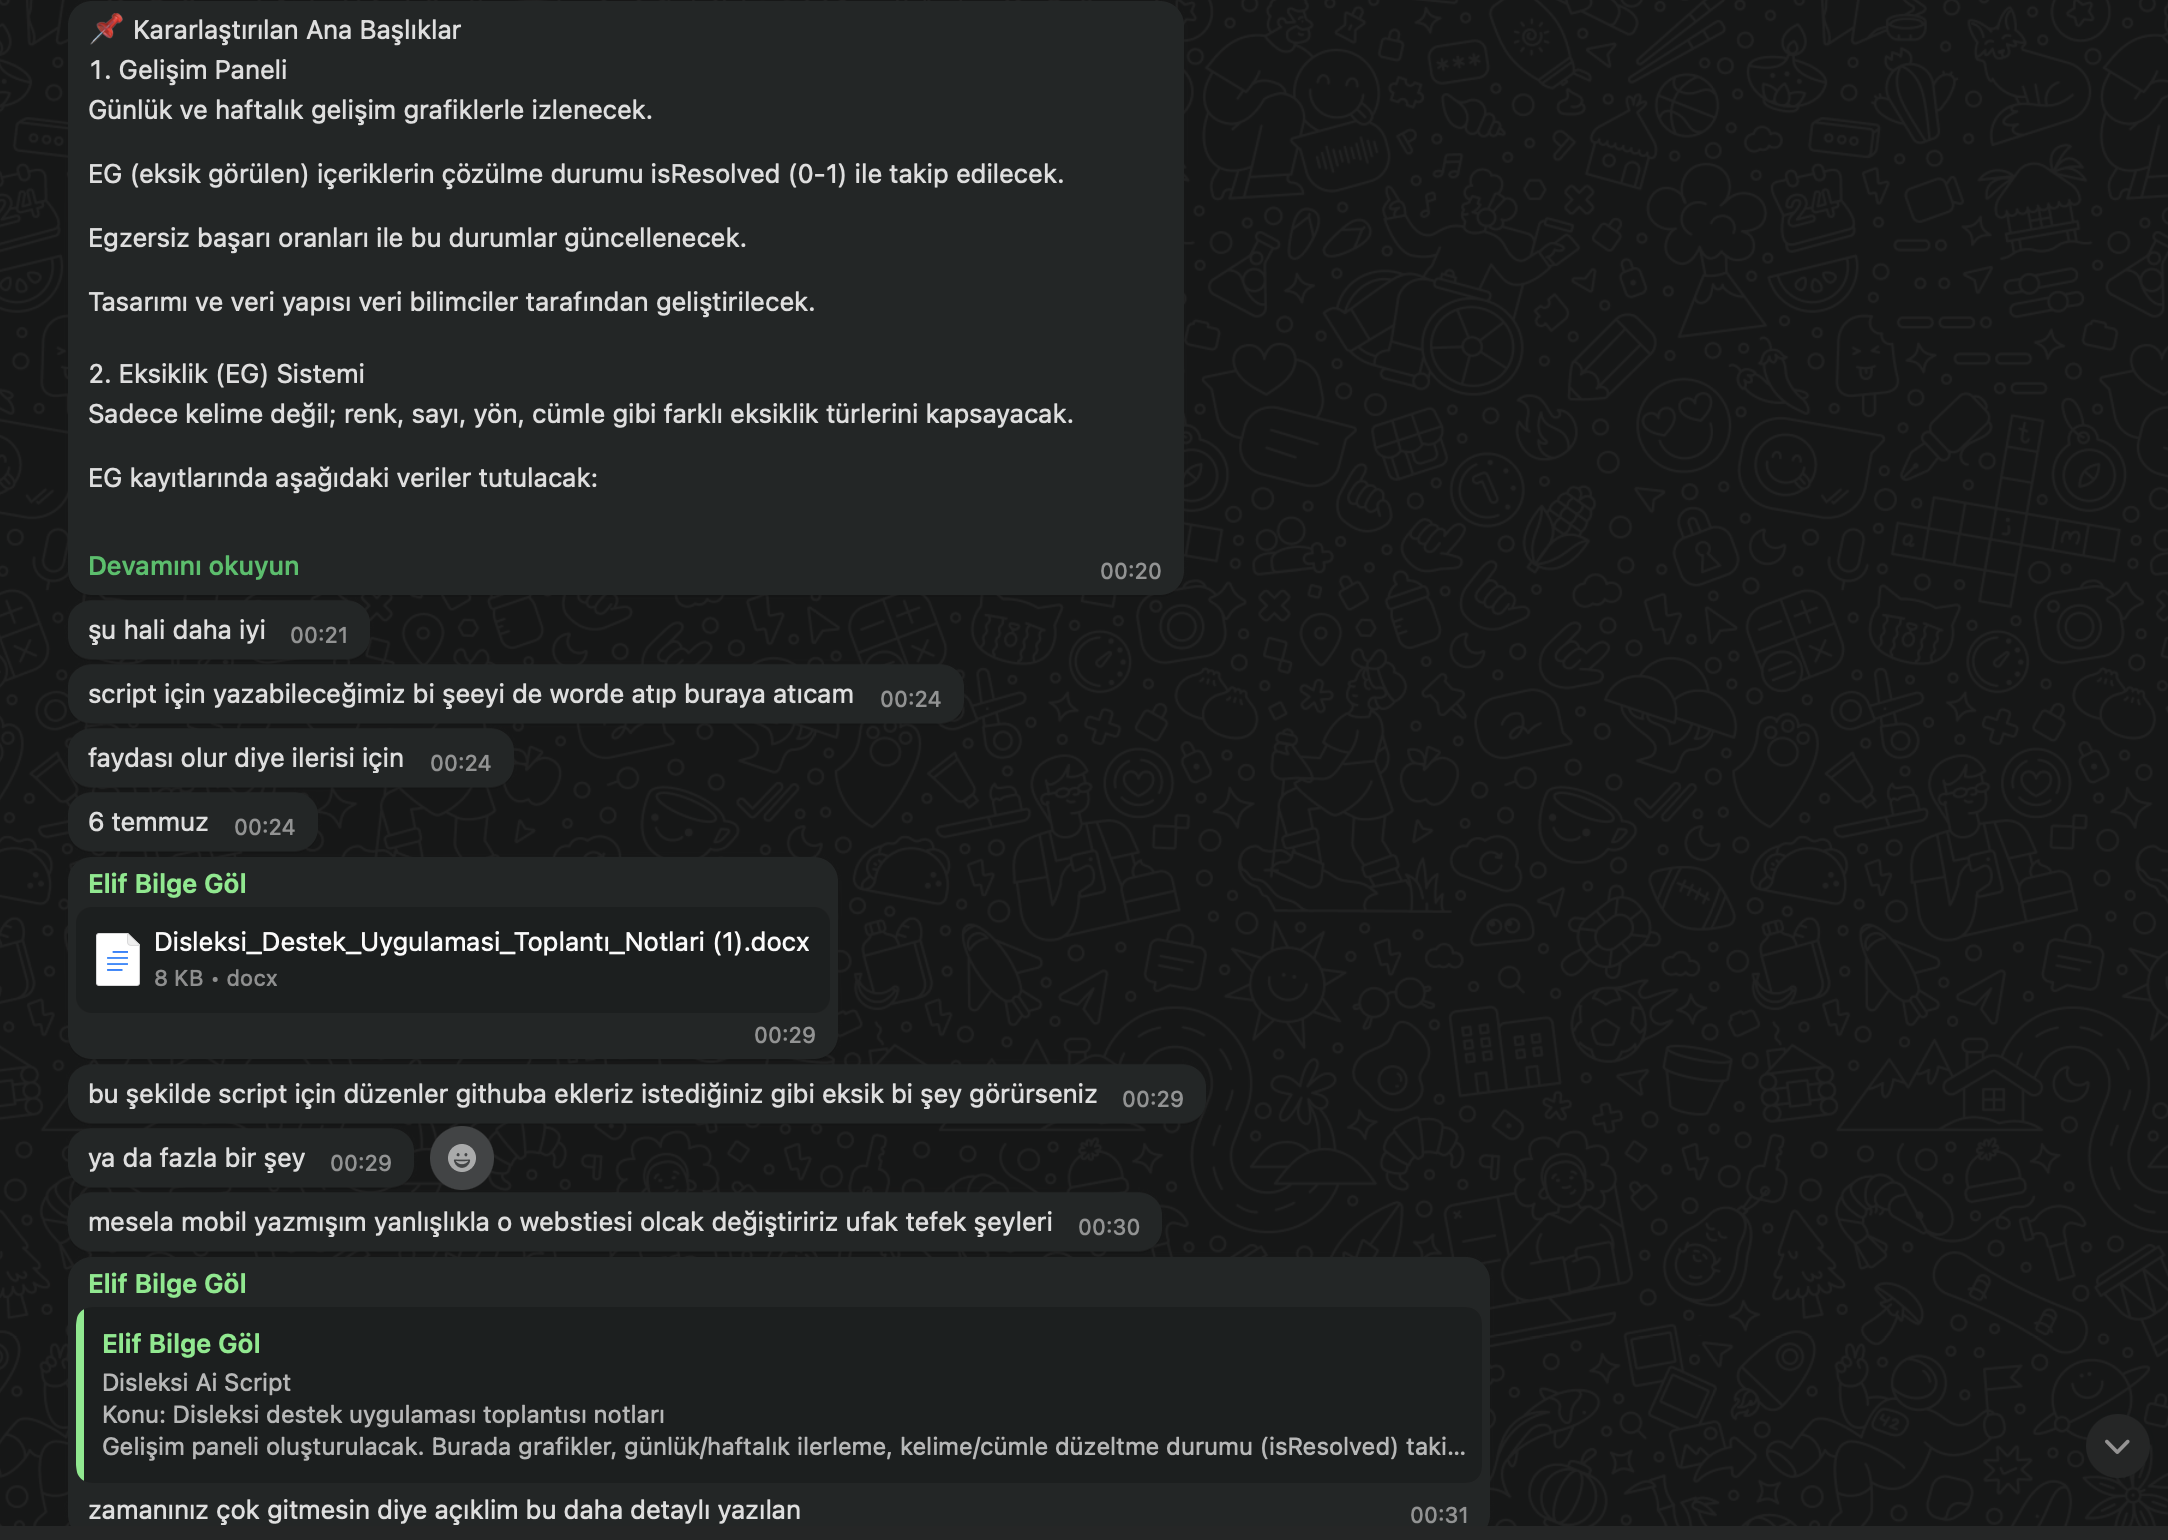 📌 Kararlaştırılan Ana Başlıklar
1. Gelişim Paneli
Günlük ve haftalık gelişim grafiklerle izlenecek.
EG (eksik görülen) içeriklerin çözülme durumu isResolved (0-1) ile takip edilecek.
Egzersiz başarı oranları ile bu durumlar güncellenecek.
Tasarımı ve veri yapısı veri bilimciler tarafından geliştirilecek.
2. Eksiklik (EG) Sistemi
Sadece kelime değil; renk, sayı, yön, cümle gibi farklı eksiklik türlerini kapsayacak.
EG kayıtlarında aşağıdaki veriler tutulacak:
Devamını okuyun 00:20
şu hali daha iyi 00:21
script için yazabileceğimiz bi şeeyi de worde atıp buraya atıcam 00:24
faydası olur diye ilerisi için 00:24
6 temmuz 00:24
Elif Bilge Göl
Disleksi_Destek_Uygulamasi_Toplantı_Notlari (1).docx
8 KB • docx
00:29
bu şekilde script için düzenler githuba ekleriz istediğiniz gibi eksik bi şey görürseniz 00:29
ya da fazla bir şey 00:29
mesela mobil yazmışım yanlışlıkla o webstiesi olcak değiştiririz ufak tefek şeyleri 00:30
Elif Bilge Göl
Elif Bilge Göl
Disleksi Ai Script
Konu: Disleksi destek uygulaması toplantısı notları
Gelişim paneli oluşturulacak. Burada grafikler, günlük/haftalık ilerleme, kelime/cümle düzeltme durumu (isResolved) taki...
zamanınız çok gitmesin diye açıklim bu daha detaylı yazılan 00:31